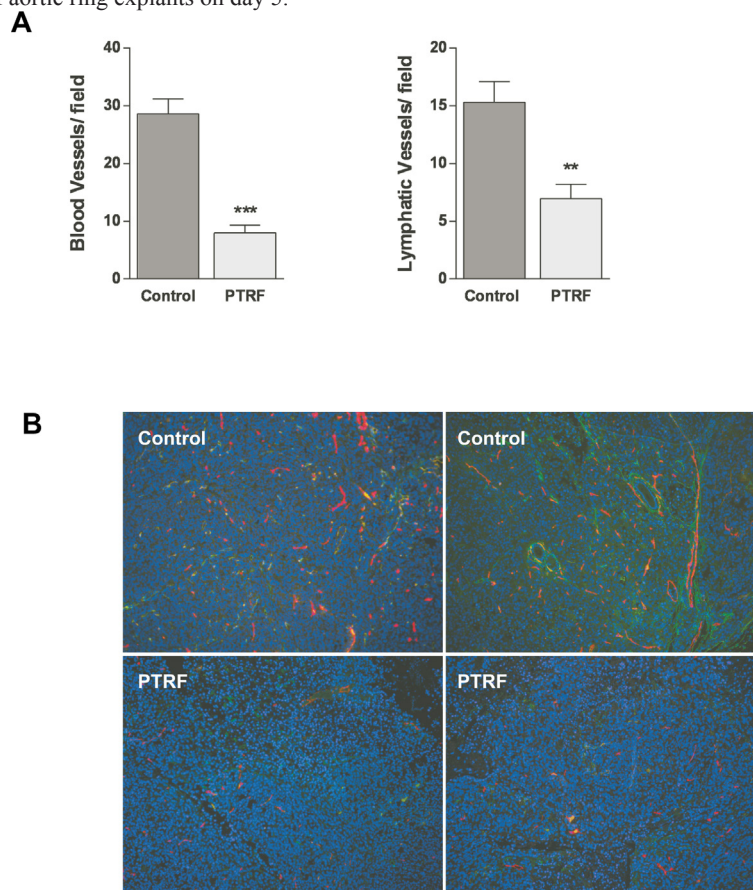 aortic ring explants on day 5.
A
40
30
20
10
0
Blood Vessels/ field
***
Control
PTRF
20
15
10
5
0
Lymphatic Vessels/ field
**
Control
PTRF
B
Control
Control
PTRF
PTRF